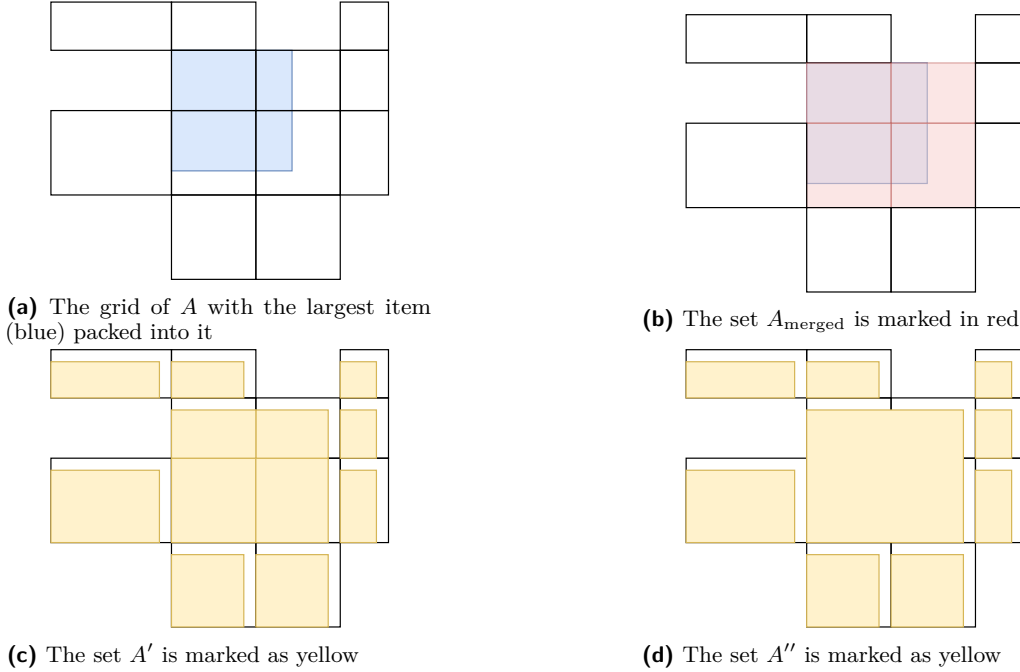 (a) The grid of A with the largest item
(blue) packed into it
(b) The set A_merged is marked in red
(c) The set A′ is marked as yellow
(d) The set A″ is marked as yellow